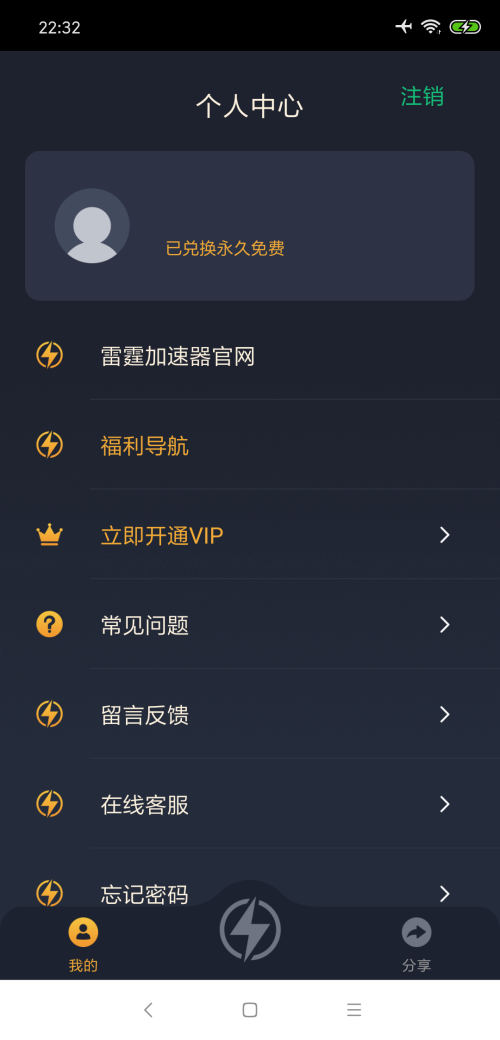 22:32
个人中心
注销
已兑换永久免费
雷霆加速器官网
福利导航
立即开通VIP
常见问题
留言反馈
在线客服
忘记密码
我的
分享